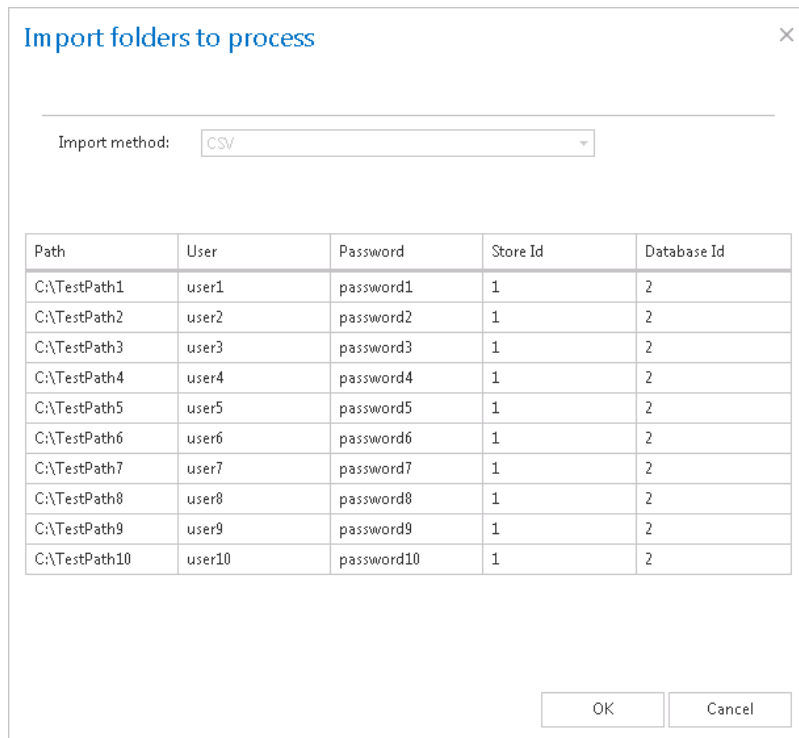 Import folders to process
Import method: CSV
Path User Password Store Id Database Id
C:\TestPath1 user1 password1 1 2
C:\TestPath2 user2 password2 1 2
C:\TestPath3 user3 password3 1 2
C:\TestPath4 user4 password4 1 2
C:\TestPath5 user5 password5 1 2
C:\TestPath6 user6 password6 1 2
C:\TestPath7 user7 password7 1 2
C:\TestPath8 user8 password8 1 2
C:\TestPath9 user9 password9 1 2
C:\TestPath10 user10 password10 1 2
OK Cancel